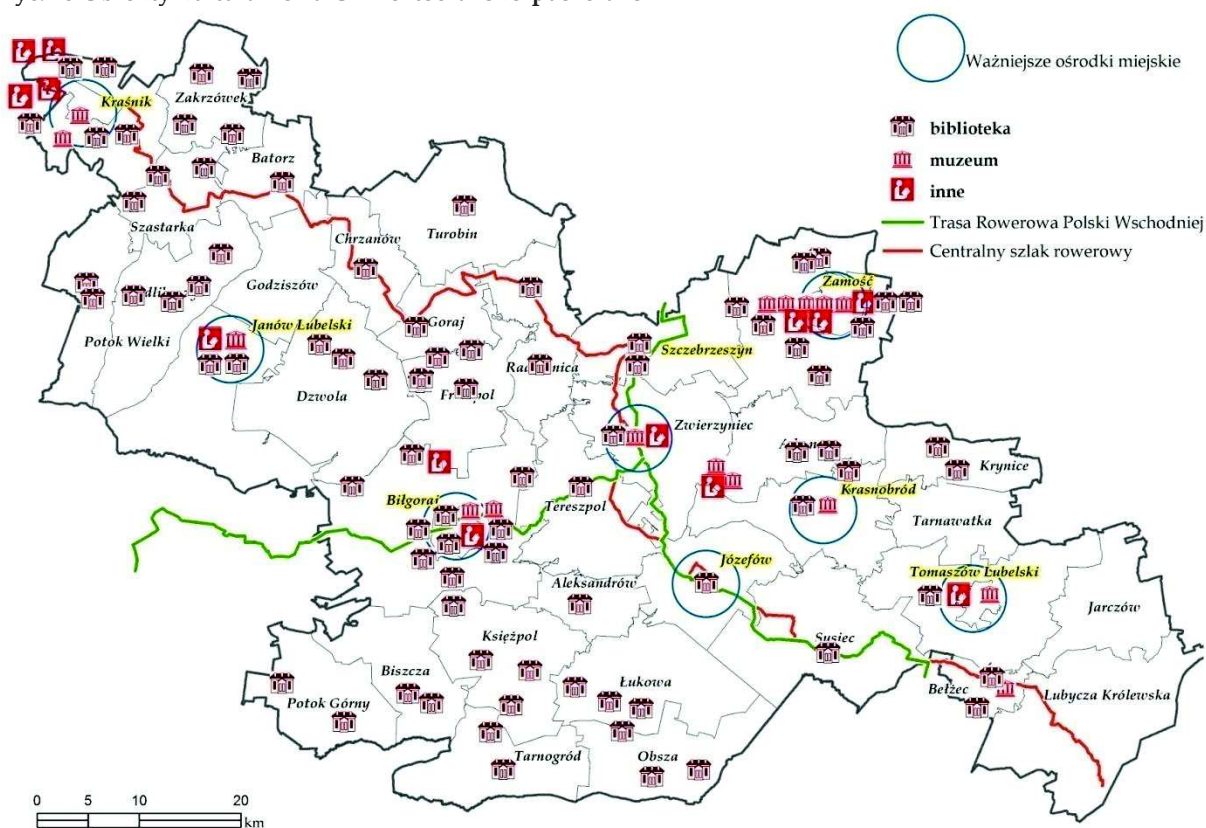 Ważniejsze ośrodki miejskie
biblioteka
muzeum
inne
Trasa Rowerowa Polski Wschodniej
Centralny szlak rowerowy
Kraśnik
Zakrzówek
Batorz
Szastarka
Chrzanów
Turobin
Godziszów
Zamość
Potok Wielki
Janów Lubelski
Goraj
Szczebrzeszyn
Dzwola
Zwierzyniec
Krynice
Biłgoraj
Tereszpol
Krasnobród
Tarnawatka
Józefów
Aleksandrów
Tomaszów Lubelski
Jarczów
Księżpol
Susiec
Biszcza
Łukowa
Bełżec
Lubycza Królewska
Potok Górny
Tarnogród
Obsza
0 5 10 20
km